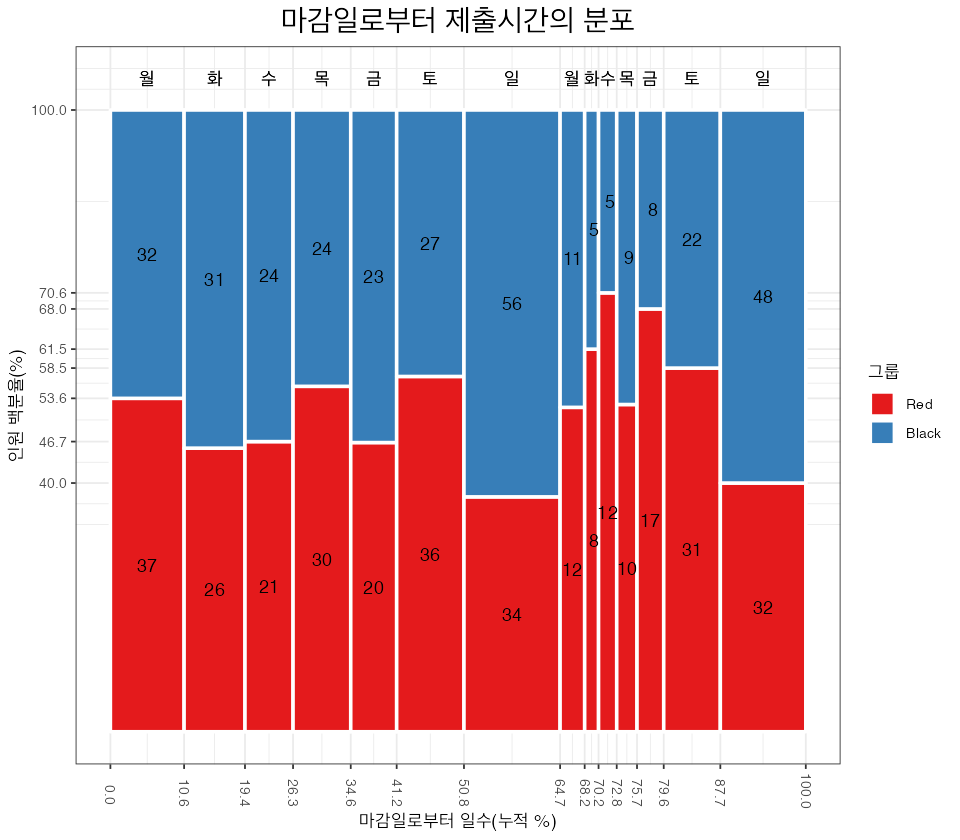 마감일로부터 제출시간의 분포
월 화 수 목 금 토 일 월 화 수 목 금 토 일
100.0
70.6
68.0
61.5
58.5
53.6
46.7
40.0
인원 백분율(%)
32 31 24 24 23 27 56 11 5 5 9 8 22 48
37 26 21 30 20 36 34 12 8 12 10 17 31 32
그룹
Red
Black
0.0 10.6 19.4 26.3 34.6 41.2 50.8 64.7 68.2 70.2 72.8 75.7 79.6 87.7 100.0
마감일로부터 일수(누적 %)